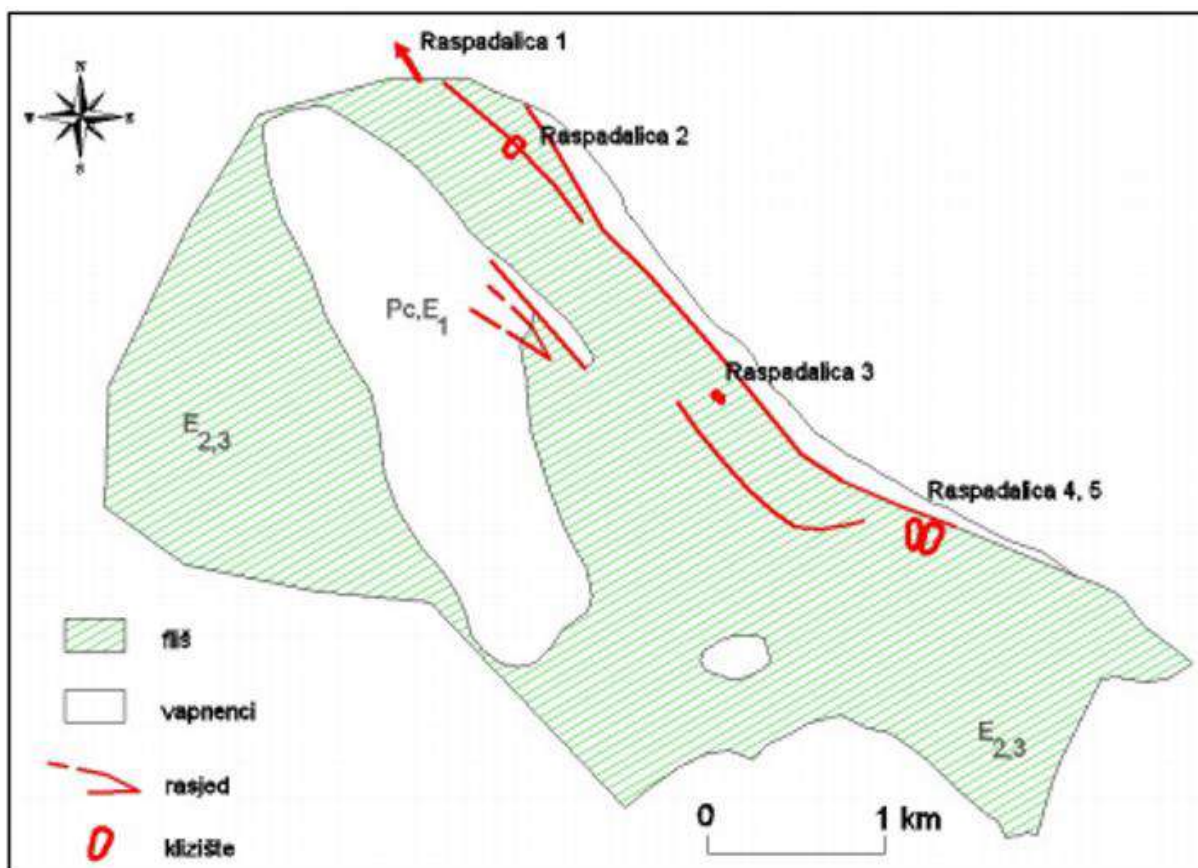 Raspadalica 1
N
W E
S
Raspadalica 2
Pc,E1
Raspadalica 3
E2,3
Raspadalica 4, 5
fliš
vapnenci
E2,3
rasjed
0 1 km
klizište